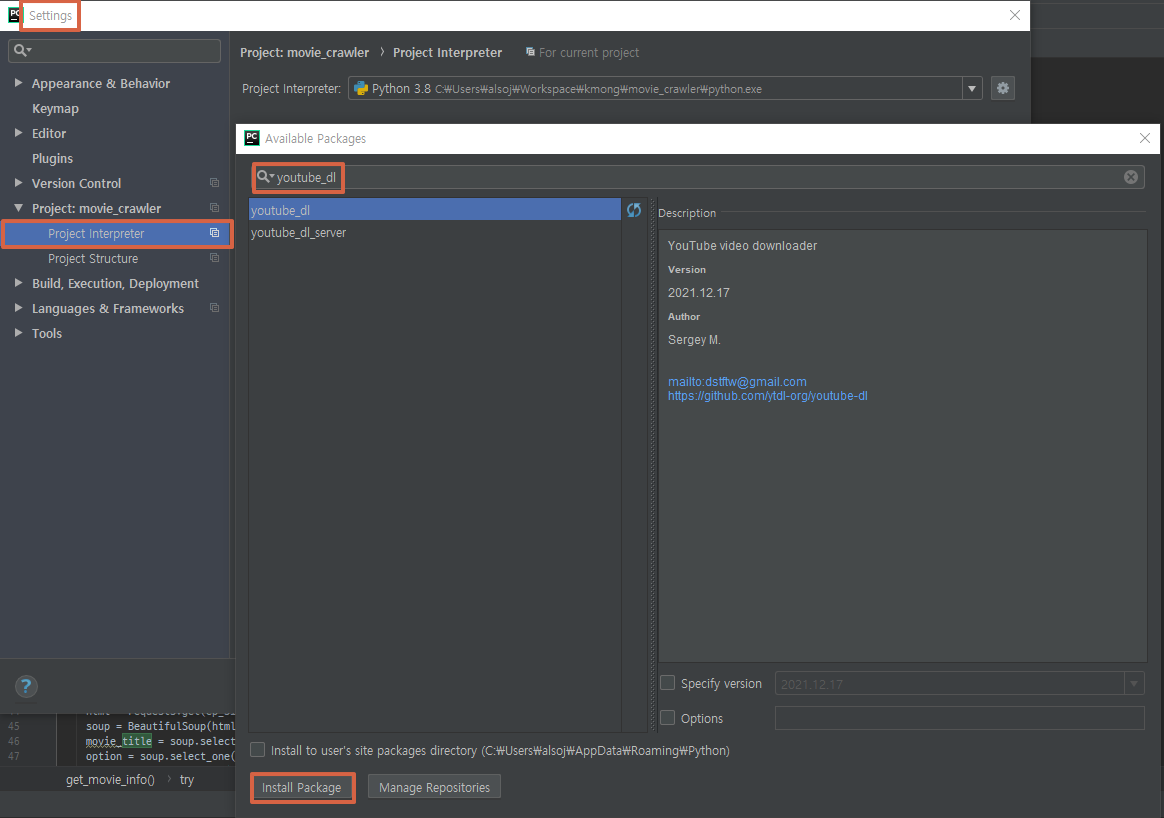 PC Settings
Appearance & Behavior
Keymap
Editor
Plugins
Version Control
Project: movie_crawler
Project Interpreter
Project Structure
Build, Execution, Deployment
Languages & Frameworks
Tools
?
Project: movie_crawler › Project Interpreter For current project
Project Interpreter: Python 3.8 C:₩Users₩alsoj₩Workspace₩kmong₩movie_crawler₩python.exe
PC Available Packages
youtube_dl
youtube_dl
youtube_dl_server
Description
YouTube video downloader
Version
2021.12.17
Author
Sergey M.
mailto:dstftw@gmail.com
https://github.com/ytdl-org/youtube-dl
Specify version 2021.12.17
Options
Install to user's site packages directory (C:₩Users₩alsoj₩AppData₩Roaming₩Python)
Install Package Manage Repositories
45 soup = BeautifulSoup(html
46 movie_title = soup.select
47 option = soup.select_one(
get_movie_info() › try